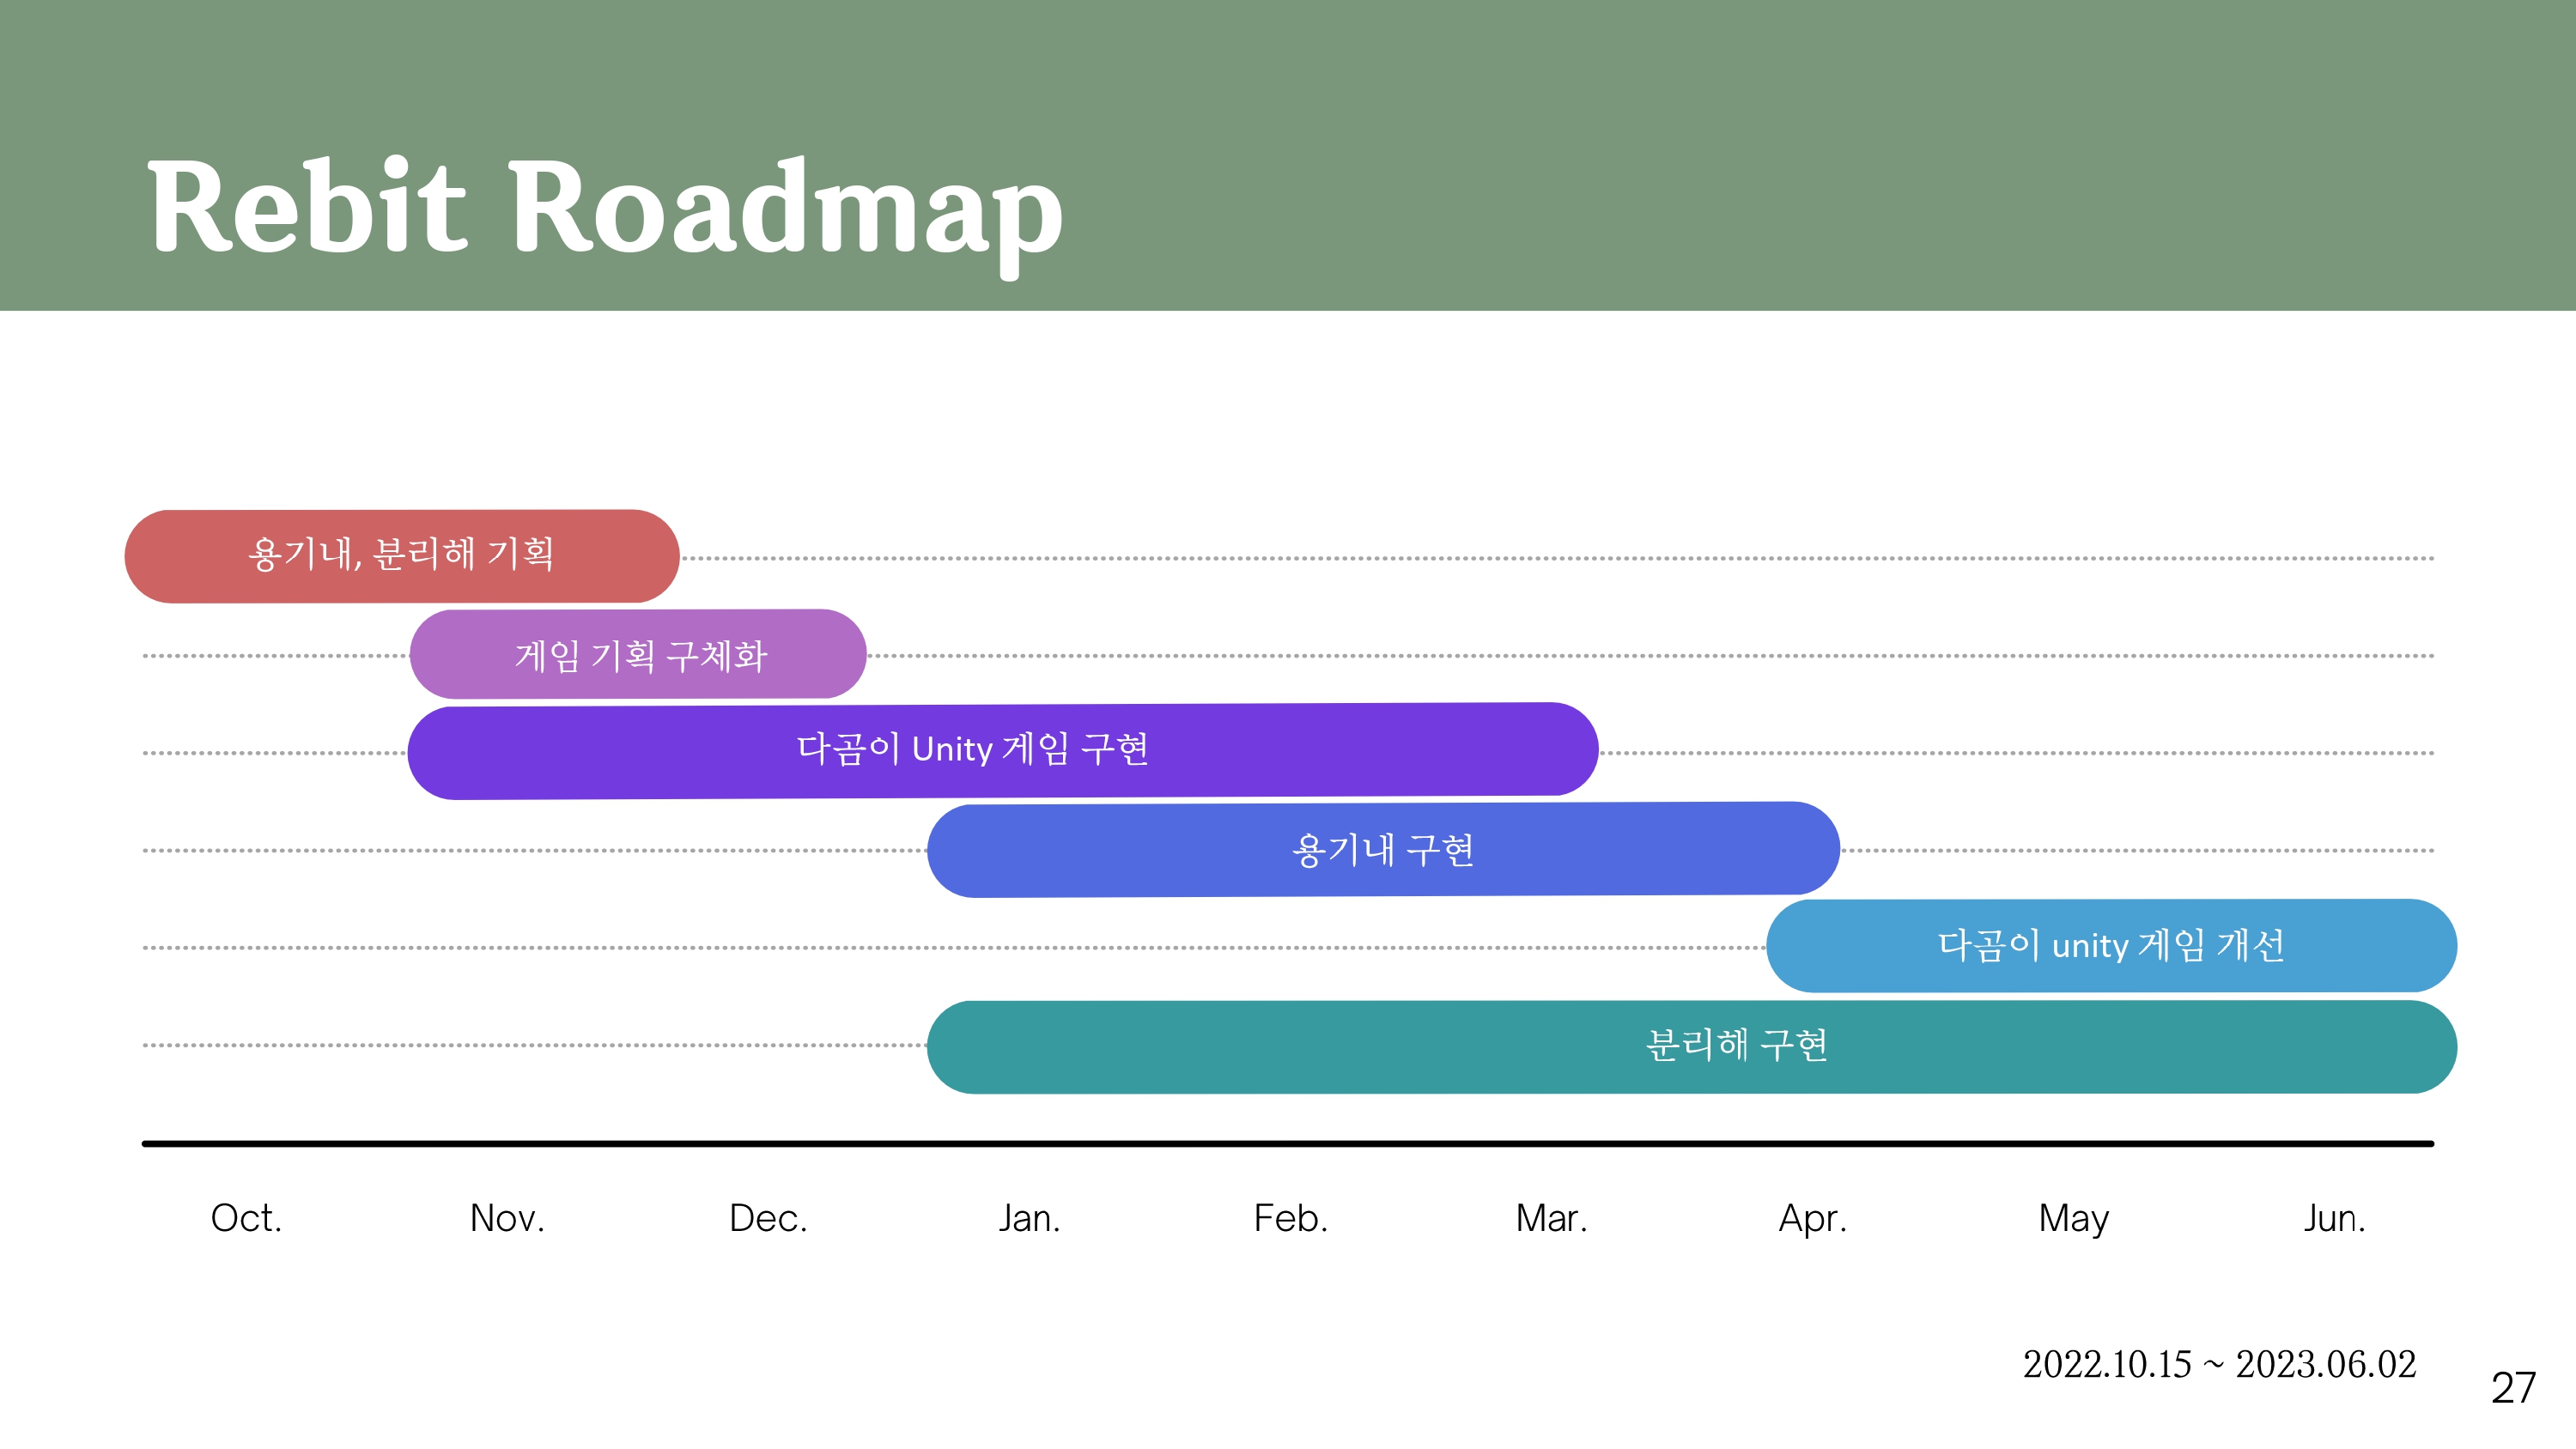 Rebit Roadmap
용기내, 분리해 기획
게임 기획 구체화
다곰이 Unity 게임 구현
용기내 구현
다곰이 unity 게임 개선
분리해 구현
Oct. Nov. Dec. Jan. Feb. Mar. Apr. May Jun.
2022.10.15 ~ 2023.06.02
27